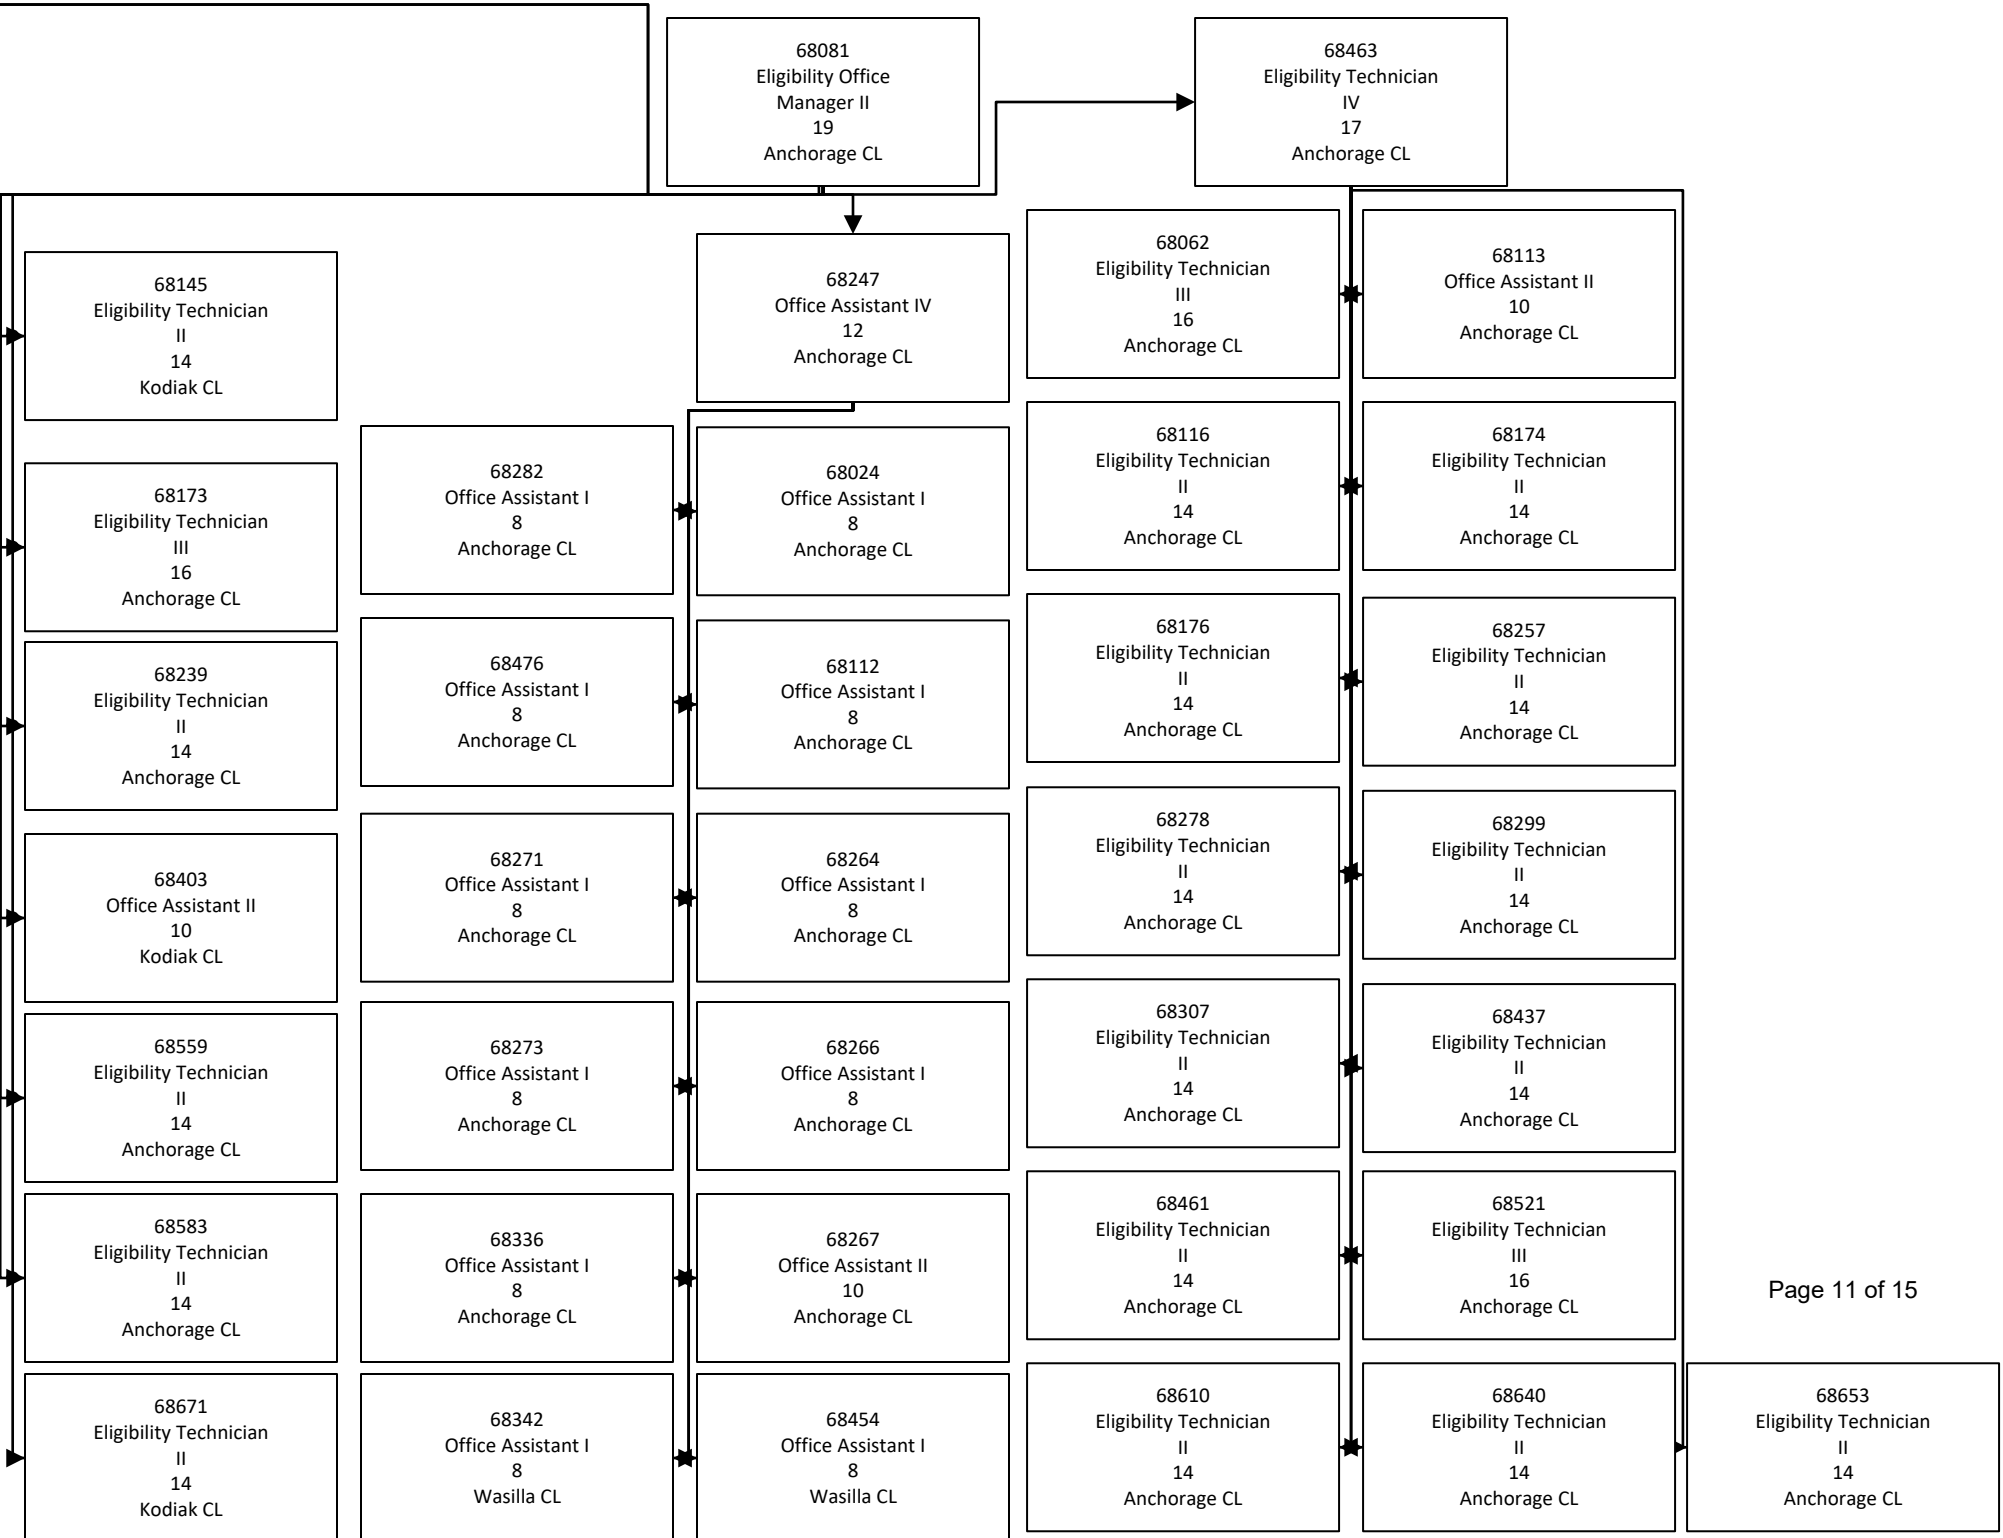 68081
Eligibility Office
Manager II
19
Anchorage CL
68463
Eligibility Technician
IV
17
Anchorage CL
68145
Eligibility Technician
II
14
Kodiak CL
68173
Eligibility Technician
III
16
Anchorage CL
68239
Eligibility Technician
II
14
Anchorage CL
68403
Office Assistant II
10
Kodiak CL
68559
Eligibility Technician
II
14
Anchorage CL
68583
Eligibility Technician
II
14
Anchorage CL
68671
Eligibility Technician
II
14
Kodiak CL
68247
Office Assistant IV
12
Anchorage CL
68282
Office Assistant I
8
Anchorage CL
68024
Office Assistant I
8
Anchorage CL
68476
Office Assistant I
8
Anchorage CL
68112
Office Assistant I
8
Anchorage CL
68271
Office Assistant I
8
Anchorage CL
68264
Office Assistant I
8
Anchorage CL
68273
Office Assistant I
8
Anchorage CL
68266
Office Assistant I
8
Anchorage CL
68336
Office Assistant I
8
Anchorage CL
68267
Office Assistant II
10
Anchorage CL
68342
Office Assistant I
8
Wasilla CL
68454
Office Assistant I
8
Wasilla CL
68062
Eligibility Technician
III
16
Anchorage CL
68113
Office Assistant II
10
Anchorage CL
68116
Eligibility Technician
II
14
Anchorage CL
68174
Eligibility Technician
II
14
Anchorage CL
68176
Eligibility Technician
II
14
Anchorage CL
68257
Eligibility Technician
II
14
Anchorage CL
68278
Eligibility Technician
II
14
Anchorage CL
68299
Eligibility Technician
II
14
Anchorage CL
68307
Eligibility Technician
II
14
Anchorage CL
68437
Eligibility Technician
II
14
Anchorage CL
68461
Eligibility Technician
II
14
Anchorage CL
68521
Eligibility Technician
III
16
Anchorage CL
68610
Eligibility Technician
II
14
Anchorage CL
68640
Eligibility Technician
II
14
Anchorage CL
68653
Eligibility Technician
II
14
Anchorage CL
Page 11 of 15